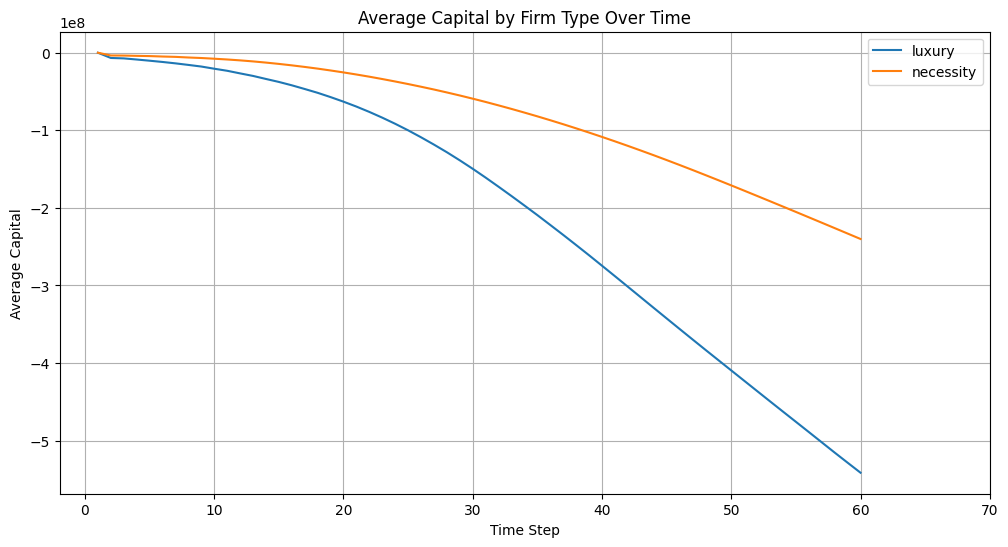 Average Capital by Firm Type Over Time
1e8
luxury
necessity
0
−1
−2
−3
−4
−5
Average Capital
0 10 20 30 40 50 60 70
Time Step